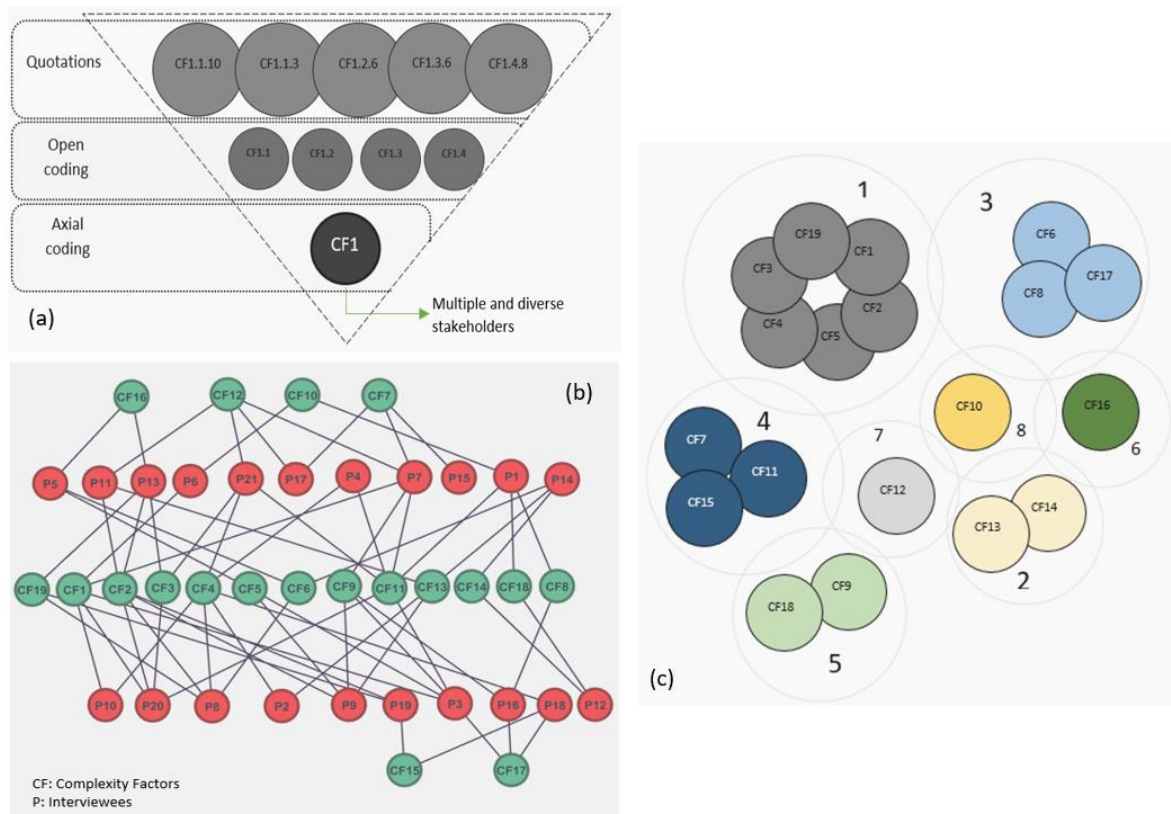 Quotations
CF1.1.10 CF1.1.3 CF1.2.6 CF1.3.6 CF1.4.8
Open
coding
CF1.1 CF1.2 CF1.3 CF1.4
Axial
coding
CF1
Multiple and diverse
stakeholders
(a)
(b)
CF16 CF12 CF10 CF7
P5 P11 P13 P6 P21 P17 P4 P7 P15 P1 P14
CF19 CF1 CF2 CF3 CF4 CF5 CF6 CF9 CF11 CF13 CF14 CF18 CF8
P10 P20 P8 P2 P9 P19 P3 P16 P18 P12
CF15 CF17
CF: Complexity Factors
P: Interviewees
1
CF19
CF1
CF3
CF2
CF4
CF5
3
CF6
CF17
CF8
4
CF7
CF11
CF15
7
CF12
CF10
8
CF16
6
CF14
CF13
2
CF9
CF18
5
(c)